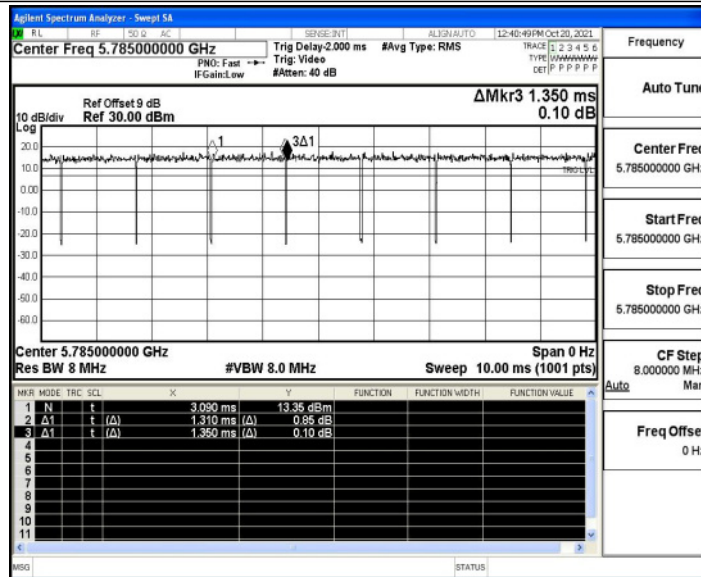 Agilent Spectrum Analyzer - Swept SA
RL RF 50 Ω AC SENSE:INT ALIGNAUTO 12:40:49 PM Oct 20, 2021
Center Freq 5.785000000 GHz
PNO: Fast
IFGain:Low
Trig Delay-2.000 ms
Trig: Video
#Atten: 40 dB
#Avg Type: RMS
TRACE 1 2 3 4 5 6
TYPE WWWWWW
DET P P P P P P
Frequency
Auto Tune
ΔMkr3 1.350 ms
0.10 dB
Ref Offset 9 dB
10 dB/div Ref 30.00 dBm
Log
1
3Δ1
TRIG LVL
20.0
10.0
0.00
-10.0
-20.0
-30.0
-40.0
-50.0
-60.0
Center Freq
5.785000000 GHz
Start Freq
5.785000000 GHz
Stop Freq
5.785000000 GHz
Center 5.785000000 GHz Span 0 Hz
Res BW 8 MHz #VBW 8.0 MHz Sweep 10.00 ms (1001 pts)
CF Step
8.000000 MHz
Auto Man
Freq Offset
0 Hz
MKR MODE TRC SCL X Y FUNCTION FUNCTION WIDTH FUNCTION VALUE
1 N t 3.090 ms 13.35 dBm
2 Δ1 t (Δ) 1.310 ms (Δ) 0.85 dB
3 Δ1 t (Δ) 1.350 ms (Δ) 0.10 dB
4
5
6
7
8
9
10
11
MSG STATUS